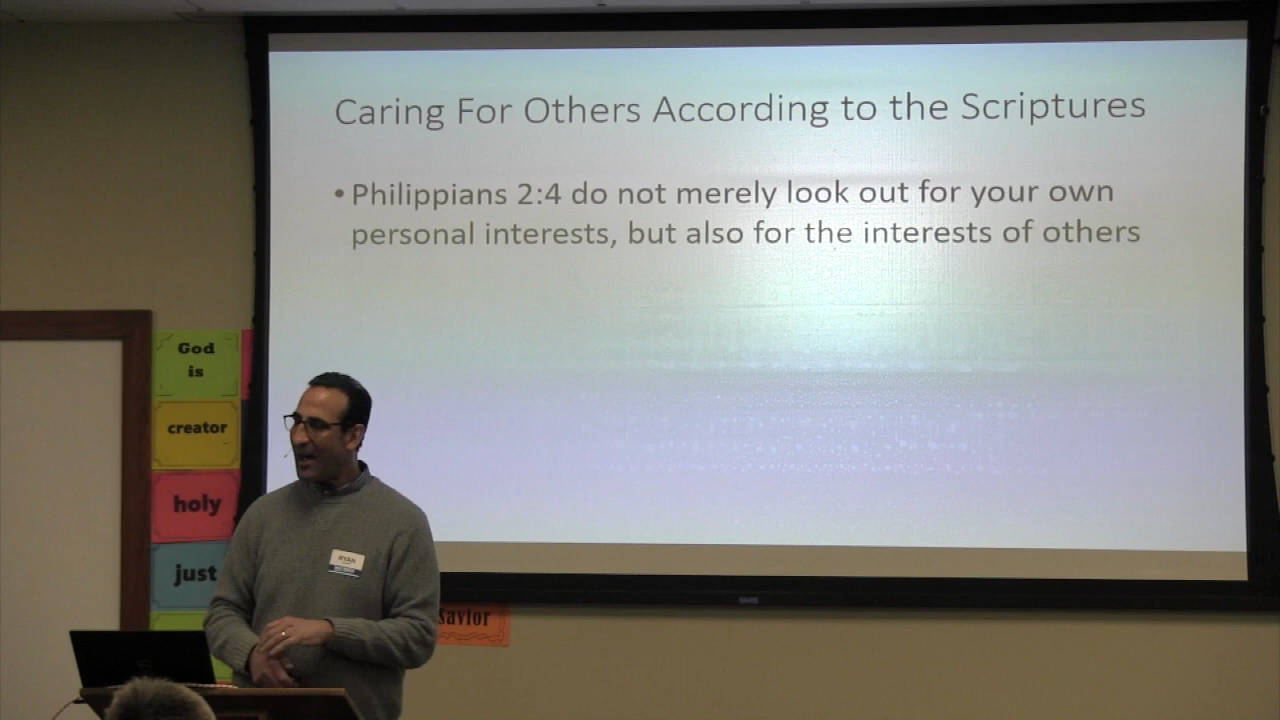 Caring For Others According to the Scriptures
• Philippians 2:4 do not merely look out for your own
personal interests, but also for the interests of others
God
is
creator
holy
just
RYAN
Savior